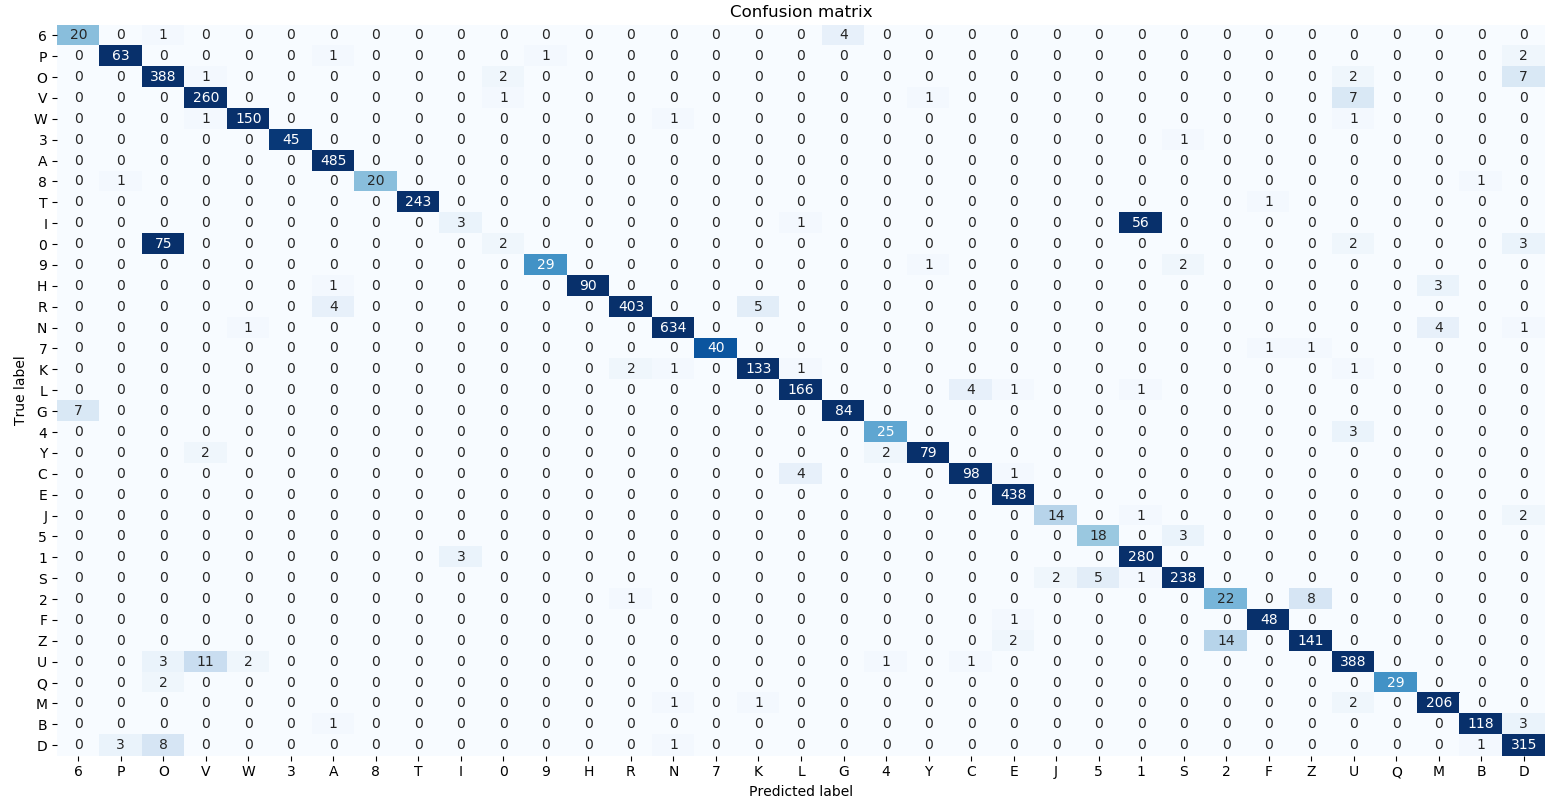 Confusion matrix
6 20 0 1 0 0 0 0 0 0 0 0 0 0 0 0 0 0 0 4 0 0 0 0 0 0 0 0 0 0 0 0 0 0 0 0
P 0 63 0 0 0 0 1 0 0 0 0 1 0 0 0 0 0 0 0 0 0 0 0 0 0 0 0 0 0 0 0 0 0 0 2
O 0 0 388 1 0 0 0 0 0 0 2 0 0 0 0 0 0 0 0 0 0 0 0 0 0 0 0 0 0 0 2 0 0 0 7
V 0 0 0 260 0 0 0 0 0 0 1 0 0 0 0 0 0 0 0 0 1 0 0 0 0 0 0 0 0 0 7 0 0 0 0
W 0 0 0 1 150 0 0 0 0 0 0 0 0 0 1 0 0 0 0 0 0 0 0 0 0 0 0 0 0 0 1 0 0 0 0
3 0 0 0 0 0 45 0 0 0 0 0 0 0 0 0 0 0 0 0 0 0 0 0 0 0 0 1 0 0 0 0 0 0 0 0
A 0 0 0 0 0 0 485 0 0 0 0 0 0 0 0 0 0 0 0 0 0 0 0 0 0 0 0 0 0 0 0 0 0 0 0
8 0 1 0 0 0 0 0 20 0 0 0 0 0 0 0 0 0 0 0 0 0 0 0 0 0 0 0 0 0 0 0 0 0 1 0
T 0 0 0 0 0 0 0 0 243 0 0 0 0 0 0 0 0 0 0 0 0 0 0 0 0 0 0 0 1 0 0 0 0 0 0
I 0 0 0 0 0 0 0 0 0 3 0 0 0 0 0 0 0 1 0 0 0 0 0 0 0 56 0 0 0 0 0 0 0 0 0
0 0 0 75 0 0 0 0 0 0 0 2 0 0 0 0 0 0 0 0 0 0 0 0 0 0 0 0 0 0 0 2 0 0 0 3
9 0 0 0 0 0 0 0 0 0 0 0 29 0 0 0 0 0 0 0 0 1 0 0 0 0 0 2 0 0 0 0 0 0 0 0
H 0 0 0 0 0 0 1 0 0 0 0 0 90 0 0 0 0 0 0 0 0 0 0 0 0 0 0 0 0 0 0 0 3 0 0
R 0 0 0 0 0 0 4 0 0 0 0 0 0 403 0 0 5 0 0 0 0 0 0 0 0 0 0 0 0 0 0 0 0 0 0
N 0 0 0 0 1 0 0 0 0 0 0 0 0 0 634 0 0 0 0 0 0 0 0 0 0 0 0 0 0 0 0 0 4 0 1
7 0 0 0 0 0 0 0 0 0 0 0 0 0 0 0 40 0 0 0 0 0 0 0 0 0 0 0 0 1 1 0 0 0 0 0
K 0 0 0 0 0 0 0 0 0 0 0 0 0 2 1 0 133 1 0 0 0 0 0 0 0 0 0 0 0 0 1 0 0 0 0
L 0 0 0 0 0 0 0 0 0 0 0 0 0 0 0 0 0 166 0 0 0 4 1 0 0 1 0 0 0 0 0 0 0 0 0
G 7 0 0 0 0 0 0 0 0 0 0 0 0 0 0 0 0 0 84 0 0 0 0 0 0 0 0 0 0 0 0 0 0 0 0
4 0 0 0 0 0 0 0 0 0 0 0 0 0 0 0 0 0 0 0 25 0 0 0 0 0 0 0 0 0 0 3 0 0 0 0
Y 0 0 0 2 0 0 0 0 0 0 0 0 0 0 0 0 0 0 0 2 79 0 0 0 0 0 0 0 0 0 0 0 0 0 0
C 0 0 0 0 0 0 0 0 0 0 0 0 0 0 0 0 0 4 0 0 0 98 1 0 0 0 0 0 0 0 0 0 0 0 0
E 0 0 0 0 0 0 0 0 0 0 0 0 0 0 0 0 0 0 0 0 0 0 438 0 0 0 0 0 0 0 0 0 0 0 0
J 0 0 0 0 0 0 0 0 0 0 0 0 0 0 0 0 0 0 0 0 0 0 0 14 0 1 0 0 0 0 0 0 0 0 2
5 0 0 0 0 0 0 0 0 0 0 0 0 0 0 0 0 0 0 0 0 0 0 0 0 18 0 3 0 0 0 0 0 0 0 0
1 0 0 0 0 0 0 0 0 0 3 0 0 0 0 0 0 0 0 0 0 0 0 0 0 0 280 0 0 0 0 0 0 0 0 0
S 0 0 0 0 0 0 0 0 0 0 0 0 0 0 0 0 0 0 0 0 0 0 0 2 5 1 238 0 0 0 0 0 0 0 0
2 0 0 0 0 0 0 0 0 0 0 0 0 0 1 0 0 0 0 0 0 0 0 0 0 0 0 0 22 0 8 0 0 0 0 0
F 0 0 0 0 0 0 0 0 0 0 0 0 0 0 0 0 0 0 0 0 0 0 1 0 0 0 0 0 48 0 0 0 0 0 0
Z 0 0 0 0 0 0 0 0 0 0 0 0 0 0 0 0 0 0 0 0 0 0 2 0 0 0 0 14 0 141 0 0 0 0 0
U 0 0 3 11 2 0 0 0 0 0 0 0 0 0 0 0 0 0 0 1 0 1 0 0 0 0 0 0 0 0 388 0 0 0 0
Q 0 0 2 0 0 0 0 0 0 0 0 0 0 0 0 0 0 0 0 0 0 0 0 0 0 0 0 0 0 0 0 29 0 0 0
M 0 0 0 0 0 0 0 0 0 0 0 0 0 0 1 0 1 0 0 0 0 0 0 0 0 0 0 0 0 0 2 0 206 0 0
B 0 0 0 0 0 0 1 0 0 0 0 0 0 0 0 0 0 0 0 0 0 0 0 0 0 0 0 0 0 0 0 0 0 118 3
D 0 3 8 0 0 0 0 0 0 0 0 0 0 0 1 0 0 0 0 0 0 0 0 0 0 0 0 0 0 0 0 0 0 1 315
6 P O V W 3 A 8 T I 0 9 H R N 7 K L G 4 Y C E J 5 1 S 2 F Z U Q M B D
True label
Predicted label